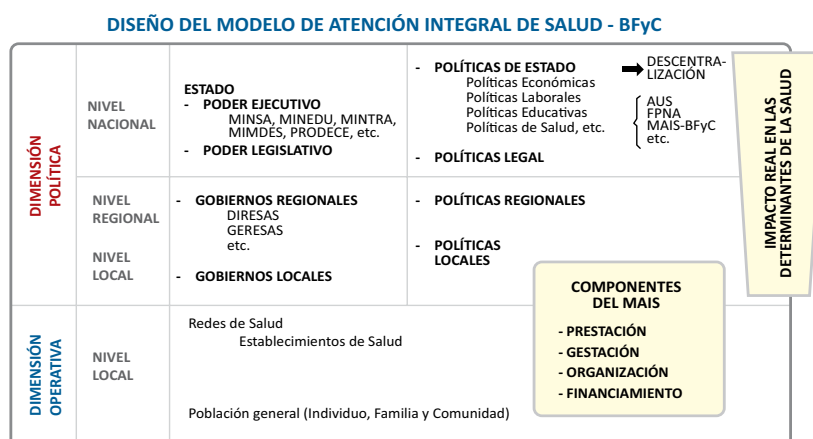 DISEÑO DEL MODELO DE ATENCIÓN INTEGRAL DE SALUD - BFyC
DIMENSIÓN
POLÍTICA
NIVEL
NACIONAL
ESTADO
- PODER EJECUTIVO
MINSA, MINEDU, MINTRA,
MIMDES, PRODECE, etc.
- PODER LEGISLATIVO
- POLÍTICAS DE ESTADO
Políticas Económicas
Políticas Laborales
Políticas Educativas
Políticas de Salud, etc.
- POLÍTICAS LEGAL
DESCENTRA-
LIZACIÓN
AUS
FPNA
MAIS-BFyC
etc.
IMPACTO REAL EN LAS
DETERMINANTES DE LA SALUD
NIVEL
REGIONAL
- GOBIERNOS REGIONALES
DIRESAS
GERESAS
etc.
- POLÍTICAS REGIONALES
NIVEL
LOCAL
- GOBIERNOS LOCALES
- POLÍTICAS
LOCALES
COMPONENTES
DEL MAIS
- PRESTACIÓN
- GESTACIÓN
- ORGANIZACIÓN
- FINANCIAMIENTO
DIMENSIÓN
OPERATIVA
NIVEL
LOCAL
Redes de Salud
Establecimientos de Salud
Población general (Individuo, Familia y Comunidad)